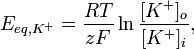 E_{eq,K^+} = \frac{RT}{zF} \ln \frac{[K^+]_o}{[K^+]_i},